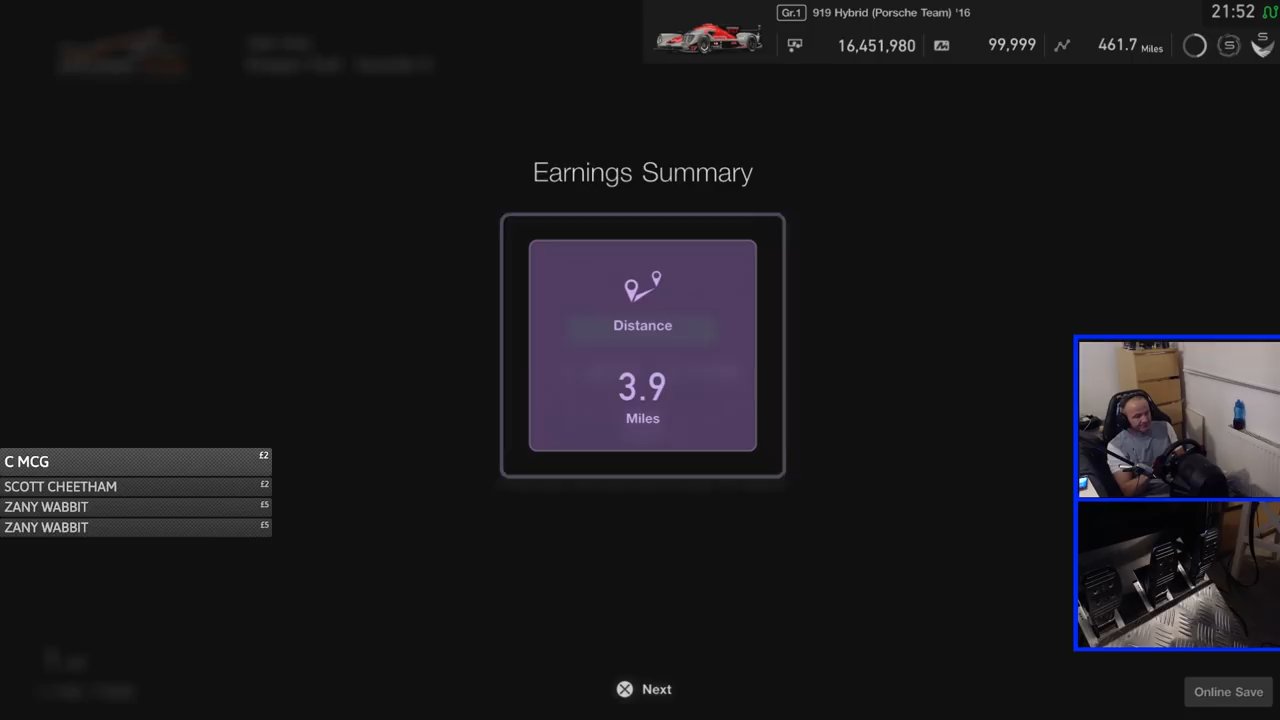 Gr.1 919 Hybrid (Porsche Team) '16
21:52
16,451,980 99,999 461.7 Miles S S
Earnings Summary
Distance
3.9
Miles
C MCG £2
SCOTT CHEETHAM £2
ZANY WABBIT £5
ZANY WABBIT £5
Next
Online Save